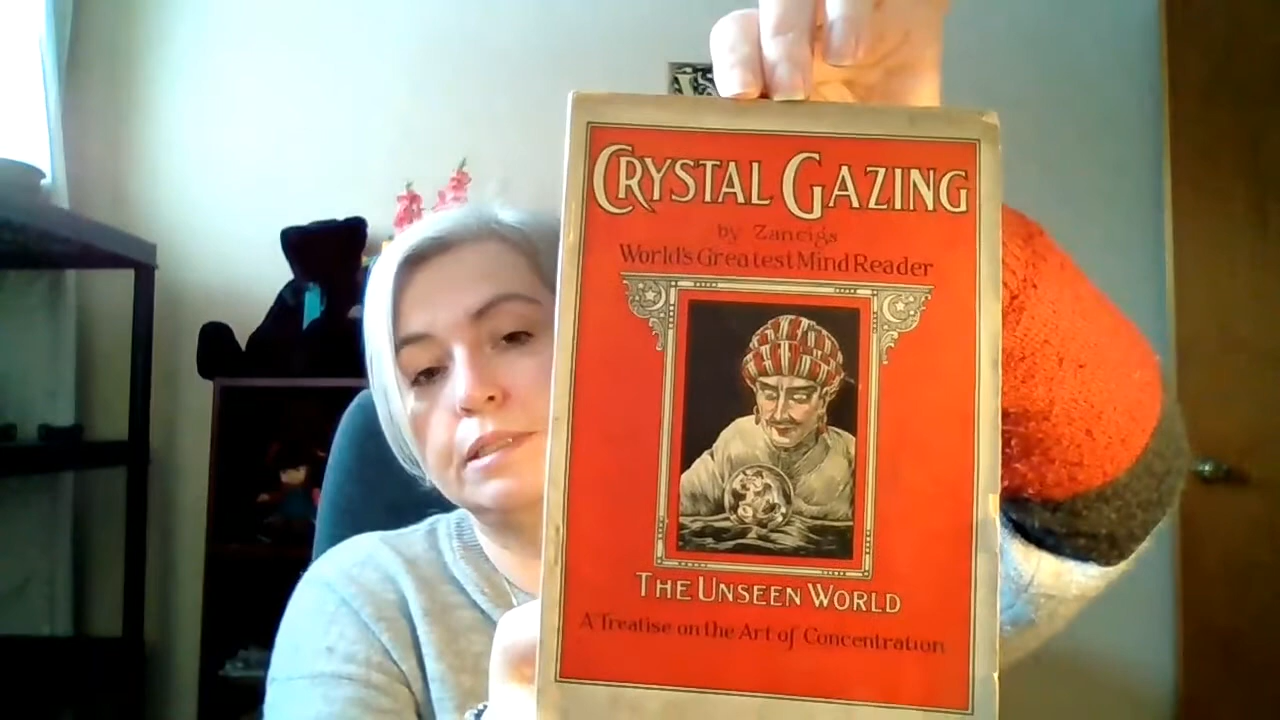 CRYSTAL GAZING
by Zancigs
World's Greatest Mind Reader
THE UNSEEN WORLD
A Treatise on the Art of Concentration